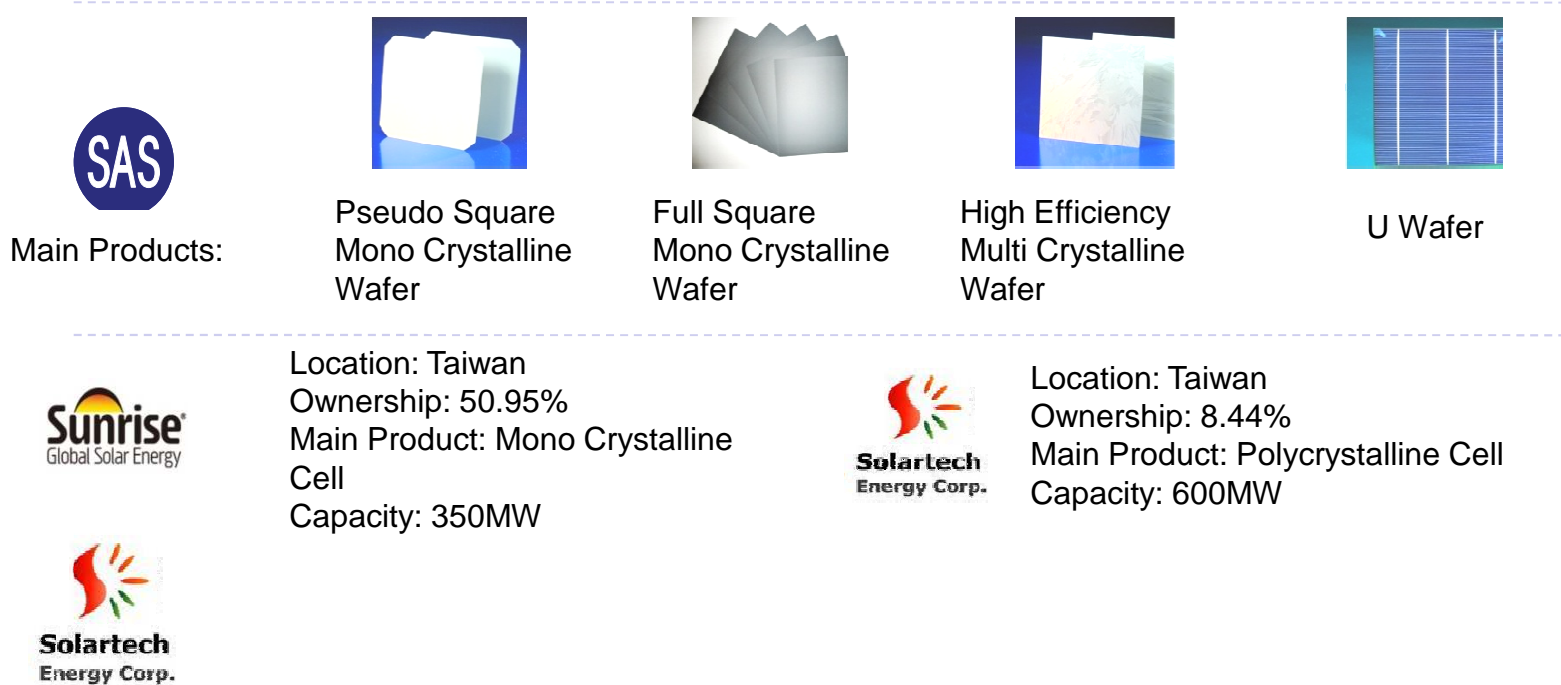 SAS
Main Products:
Pseudo Square
Mono Crystalline
Wafer
Full Square
Mono Crystalline
Wafer
High Efficiency
Multi Crystalline
Wafer
U Wafer
Sunrise®
Global Solar Energy
Location: Taiwan
Ownership: 50.95%
Main Product: Mono Crystalline
Cell
Capacity: 350MW
Solartech
Energy Corp.
Location: Taiwan
Ownership: 8.44%
Main Product: Polycrystalline Cell
Capacity: 600MW
Solartech
Energy Corp.